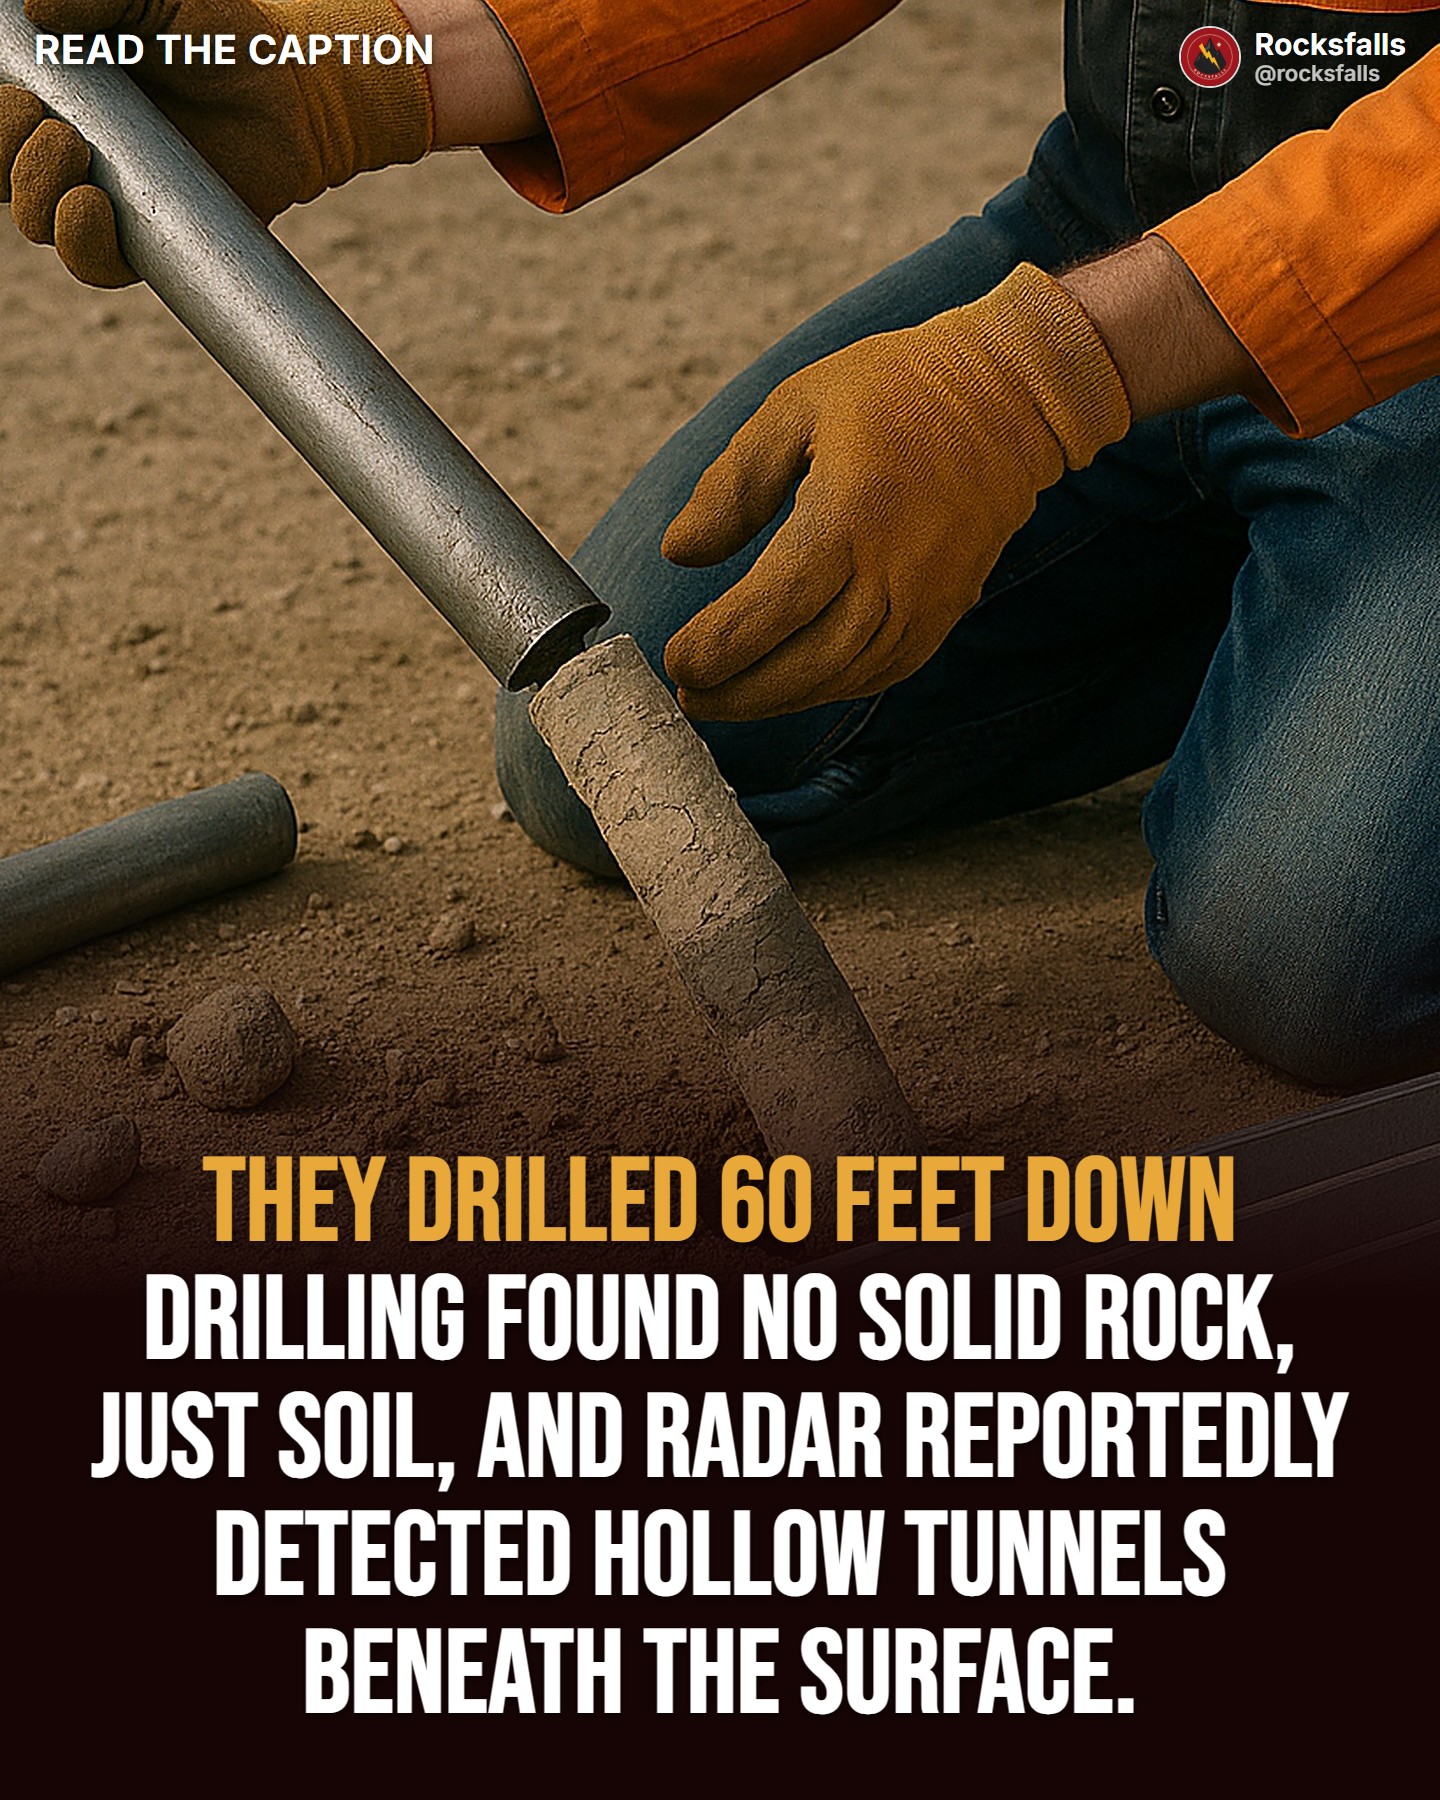 READ THE CAPTION
Rocksfalls
@rocksfalls
THEY DRILLED 60 FEET DOWN
DRILLING FOUND NO SOLID ROCK,
JUST SOIL, AND RADAR REPORTEDLY
DETECTED HOLLOW TUNNELS
BENEATH THE SURFACE.